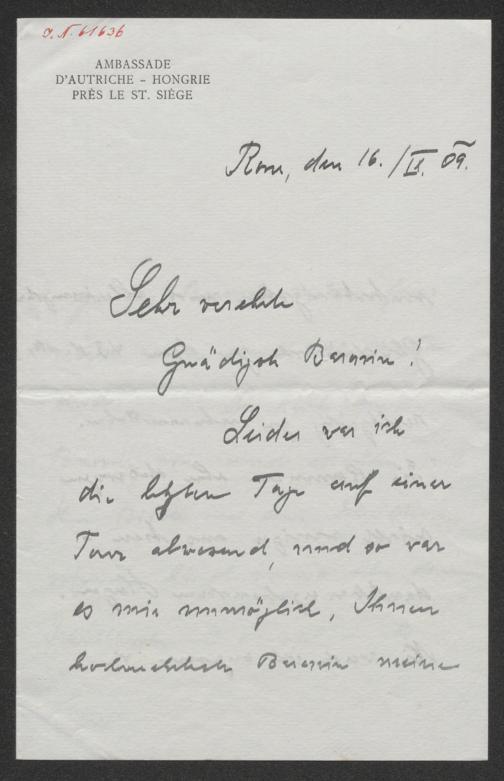 J.N. 61636
AMBASSADE
D'AUTRICHE - HONGRIE
PRÈS LE ST. SIÈGE
Rom, den 16./II. 09.
Sehr verehrte
Gnädigste Baronin!
Leider war ich
die letzten Tage auf einer
Tour abwesend, und so war
es mir unmöglich, Ihnen
hochverehrteste Baronin meine